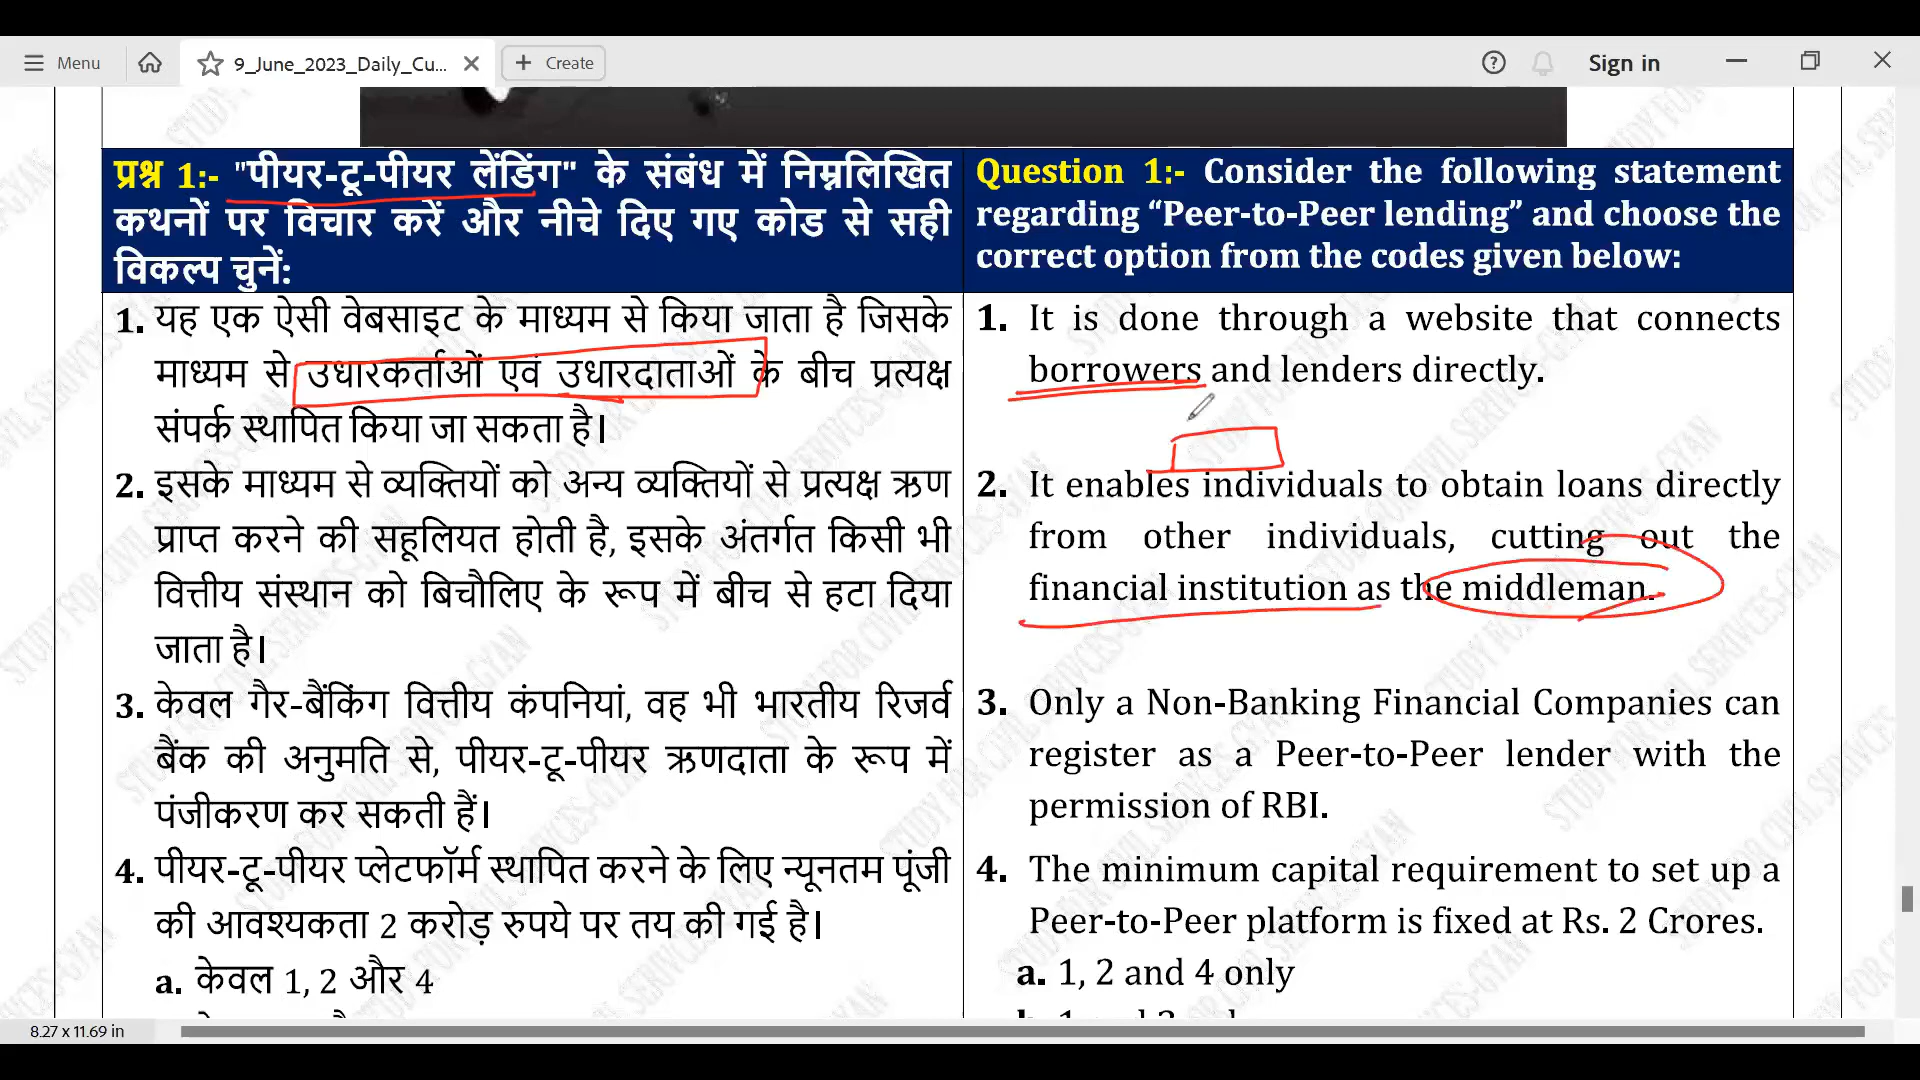 Menu
9_June_2023_Daily_Cu...
Create
Sign in
प्रश्न 1:- "पीयर-टू-पीयर लेंडिंग" के संबंध में निम्नलिखित
कथनों पर विचार करें और नीचे दिए गए कोड से सही
विकल्प चुनें:
1. यह एक ऐसी वेबसाइट के माध्यम से किया जाता है जिसके
माध्यम से उधारकर्ताओं एवं उधारदाताओं के बीच प्रत्यक्ष
संपर्क स्थापित किया जा सकता है।
2. इसके माध्यम से व्यक्तियों को अन्य व्यक्तियों से प्रत्यक्ष ऋण
प्राप्त करने की सहूलियत होती है, इसके अंतर्गत किसी भी
वित्तीय संस्थान को बिचौलिए के रूप में बीच से हटा दिया
जाता है।
3. केवल गैर-बैंकिंग वित्तीय कंपनियां, वह भी भारतीय रिजर्व
बैंक की अनुमति से, पीयर-टू-पीयर ऋणदाता के रूप में
पंजीकरण कर सकती हैं।
4. पीयर-टू-पीयर प्लेटफॉर्म स्थापित करने के लिए न्यूनतम पूंजी
की आवश्यकता 2 करोड़ रुपये पर तय की गई है।
a. केवल 1, 2 और 4
Question 1:- Consider the following statement
regarding “Peer-to-Peer lending” and choose the
correct option from the codes given below:
1. It is done through a website that connects
borrowers and lenders directly.
2. It enables individuals to obtain loans directly
from other individuals, cutting out the
financial institution as the middleman.
3. Only a Non-Banking Financial Companies can
register as a Peer-to-Peer lender with the
permission of RBI.
4. The minimum capital requirement to set up a
Peer-to-Peer platform is fixed at Rs. 2 Crores.
a. 1, 2 and 4 only
8.27 x 11.69 in
STUDY FOR CIVIL SERIVCES-GYAN